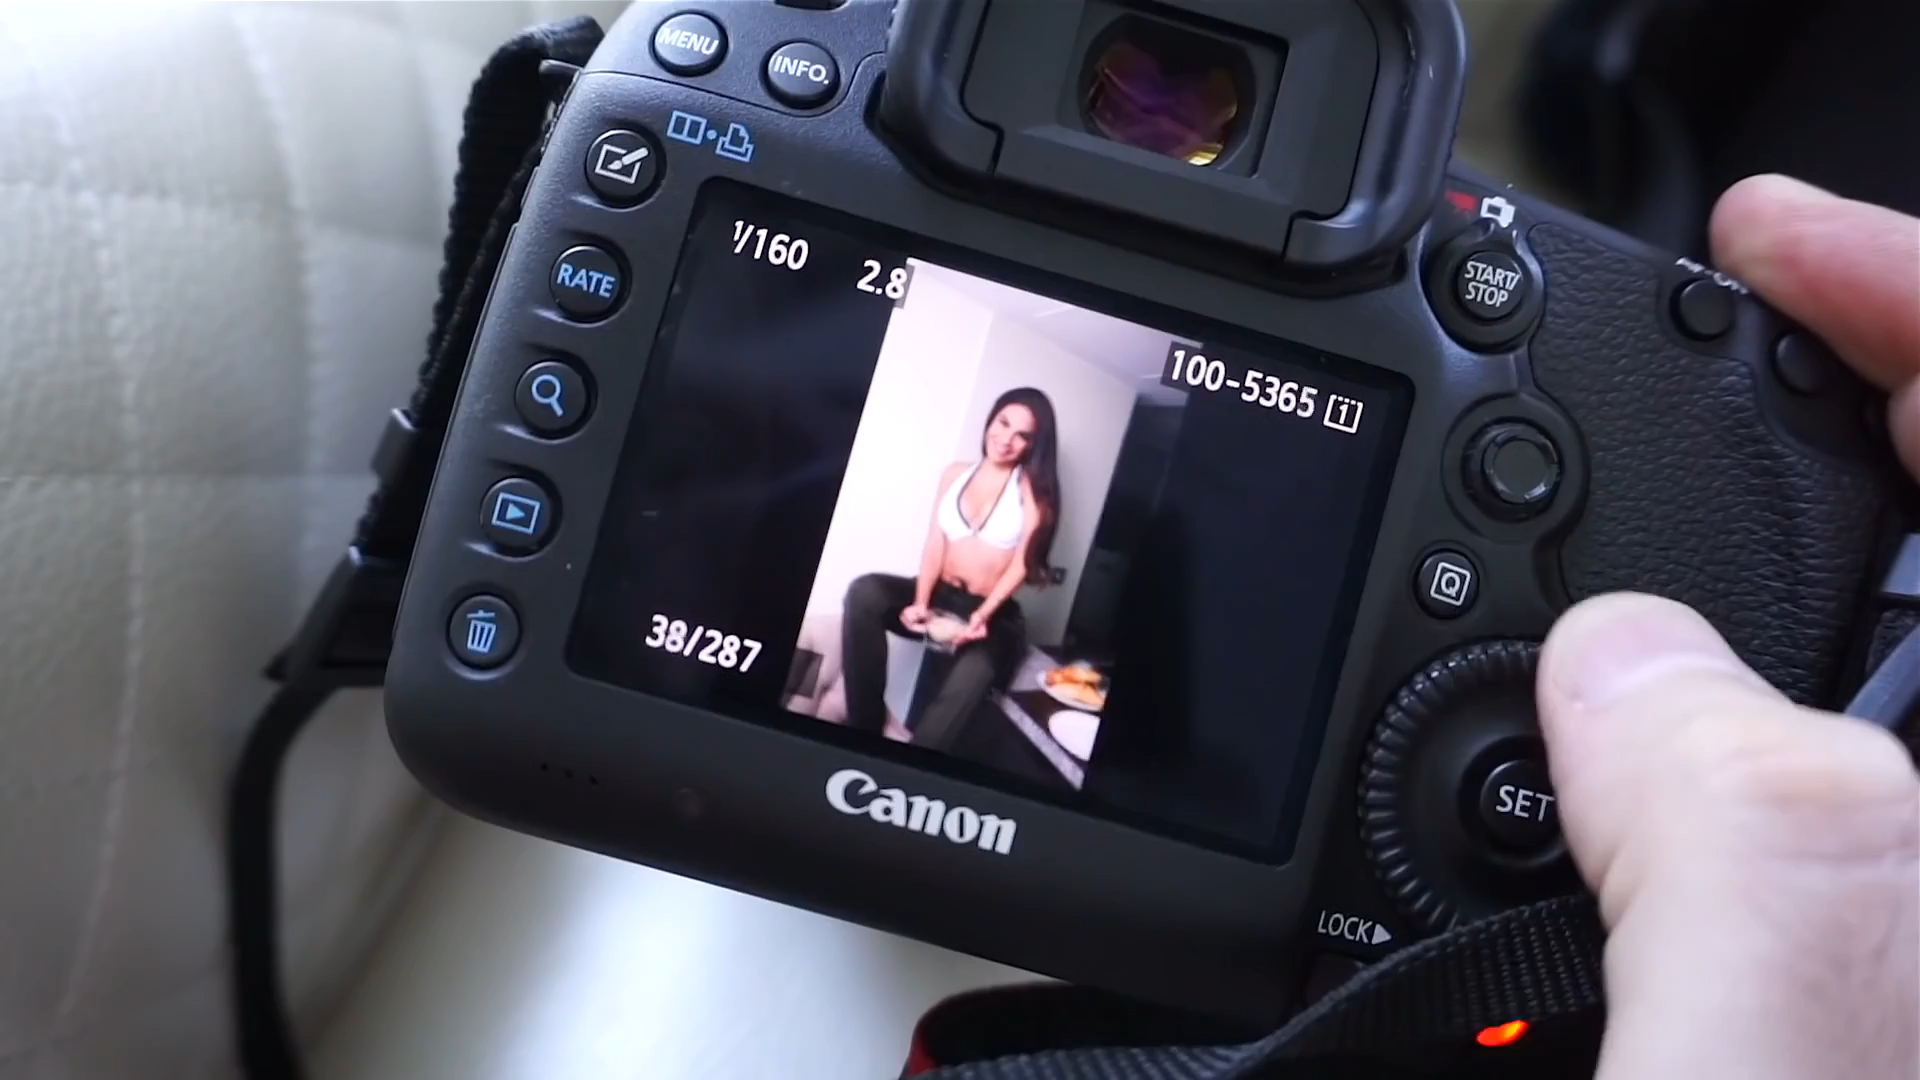 MENU
INFO.
RATE
1/160
2.8
100-5365 1
START/
STOP
Q
38/287
SET
Canon
LOCK